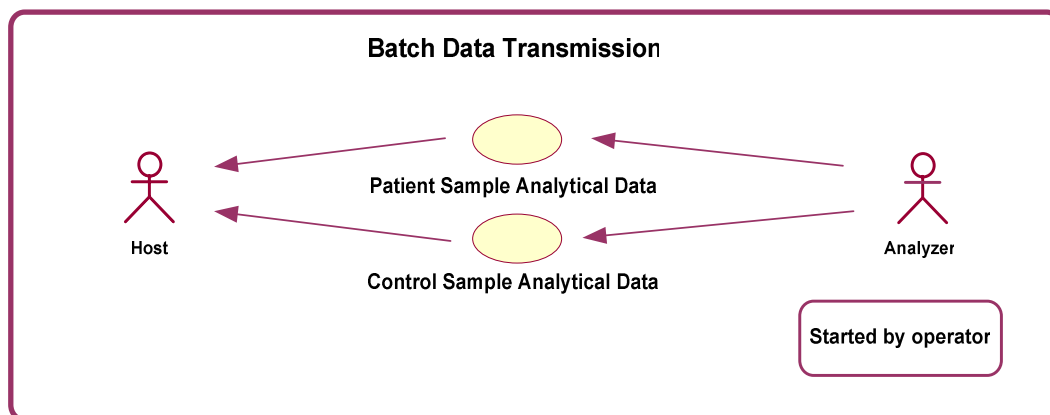 Batch Data Transmission
Patient Sample Analytical Data
Host
Analyzer
Control Sample Analytical Data
Started by operator